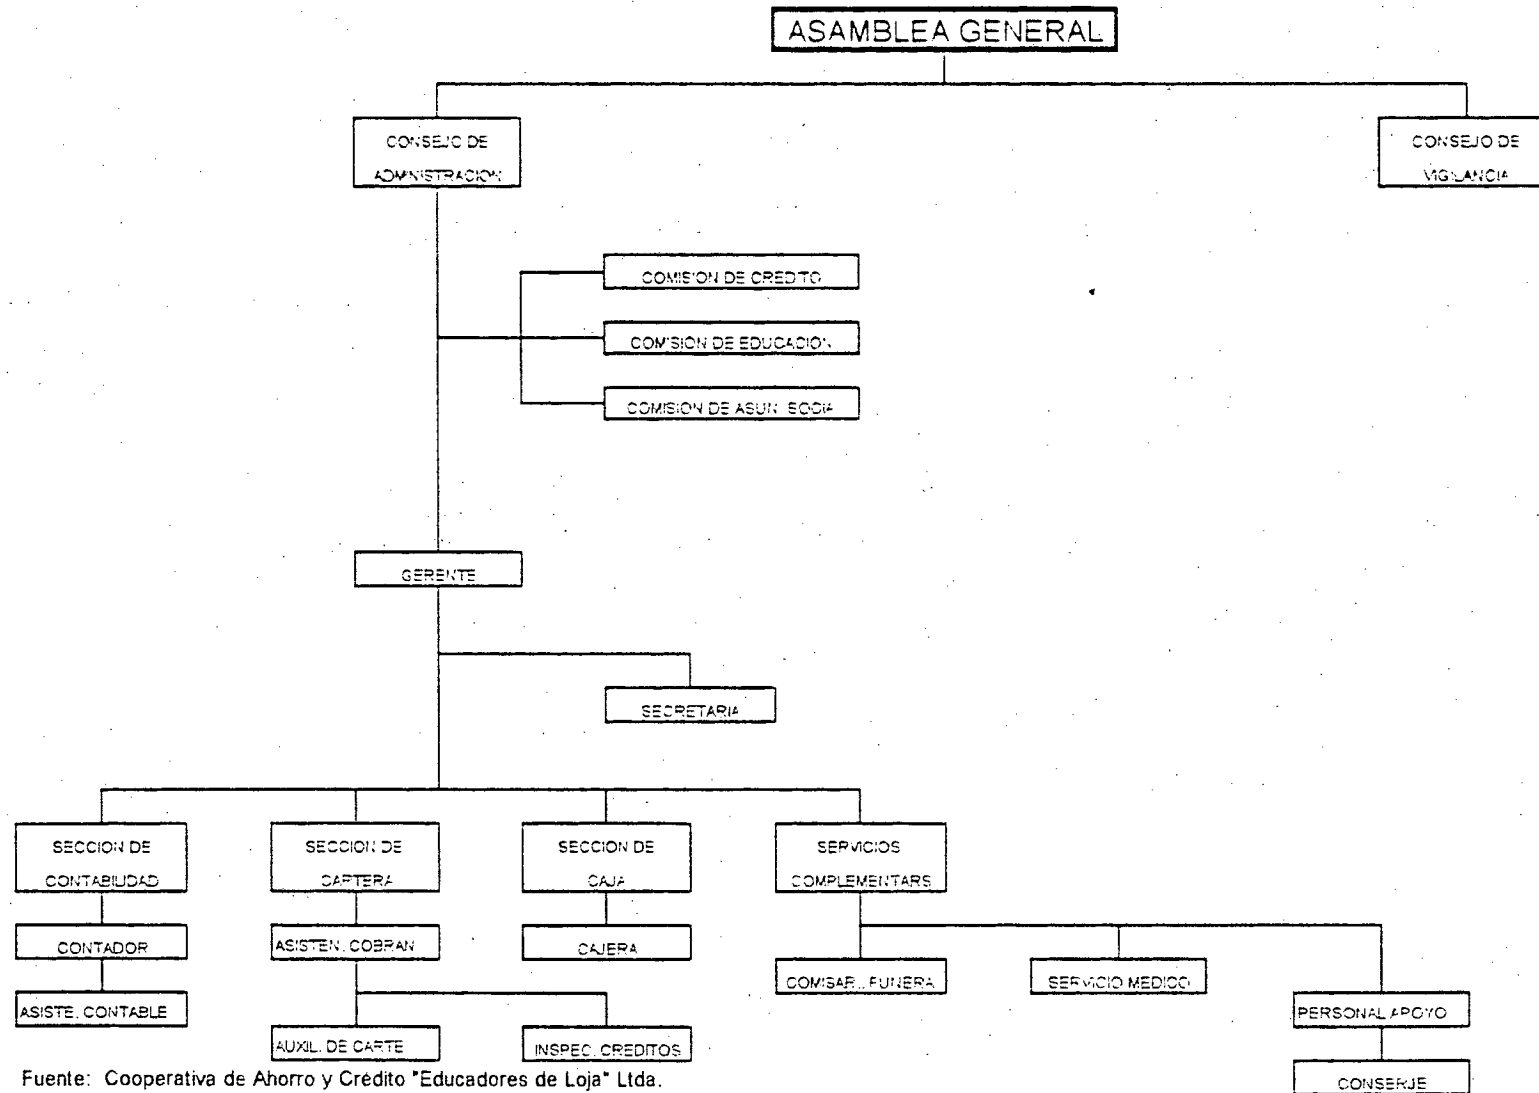 ASAMBLEA GENERAL
CONSEJO DE
ADMINISTRACION
CONSEJO DE
VIGILANCIA
COMISION DE CREDITO
COMISION DE EDUCACION
COMISION DE ASUN. SOCIA
GERENTE
SECRETARIA
SECCION DE
CONTABILIDAD
SECCION DE
CARTERA
SECCION DE
CAJA
SERVICIOS
COMPLEMENTARS
CONTADOR
ASISTEN. COBRAN
CAJERA
COMISAR.. FUNERA
SERVICIO MEDICO
ASISTE. CONTABLE
PERSONAL APOYO
AUXIL. DE CARTE
INSPEC. CREDITOS
CONSERJE
Fuente: Cooperativa de Ahorro y Crédito "Educadores de Loja" Ltda.